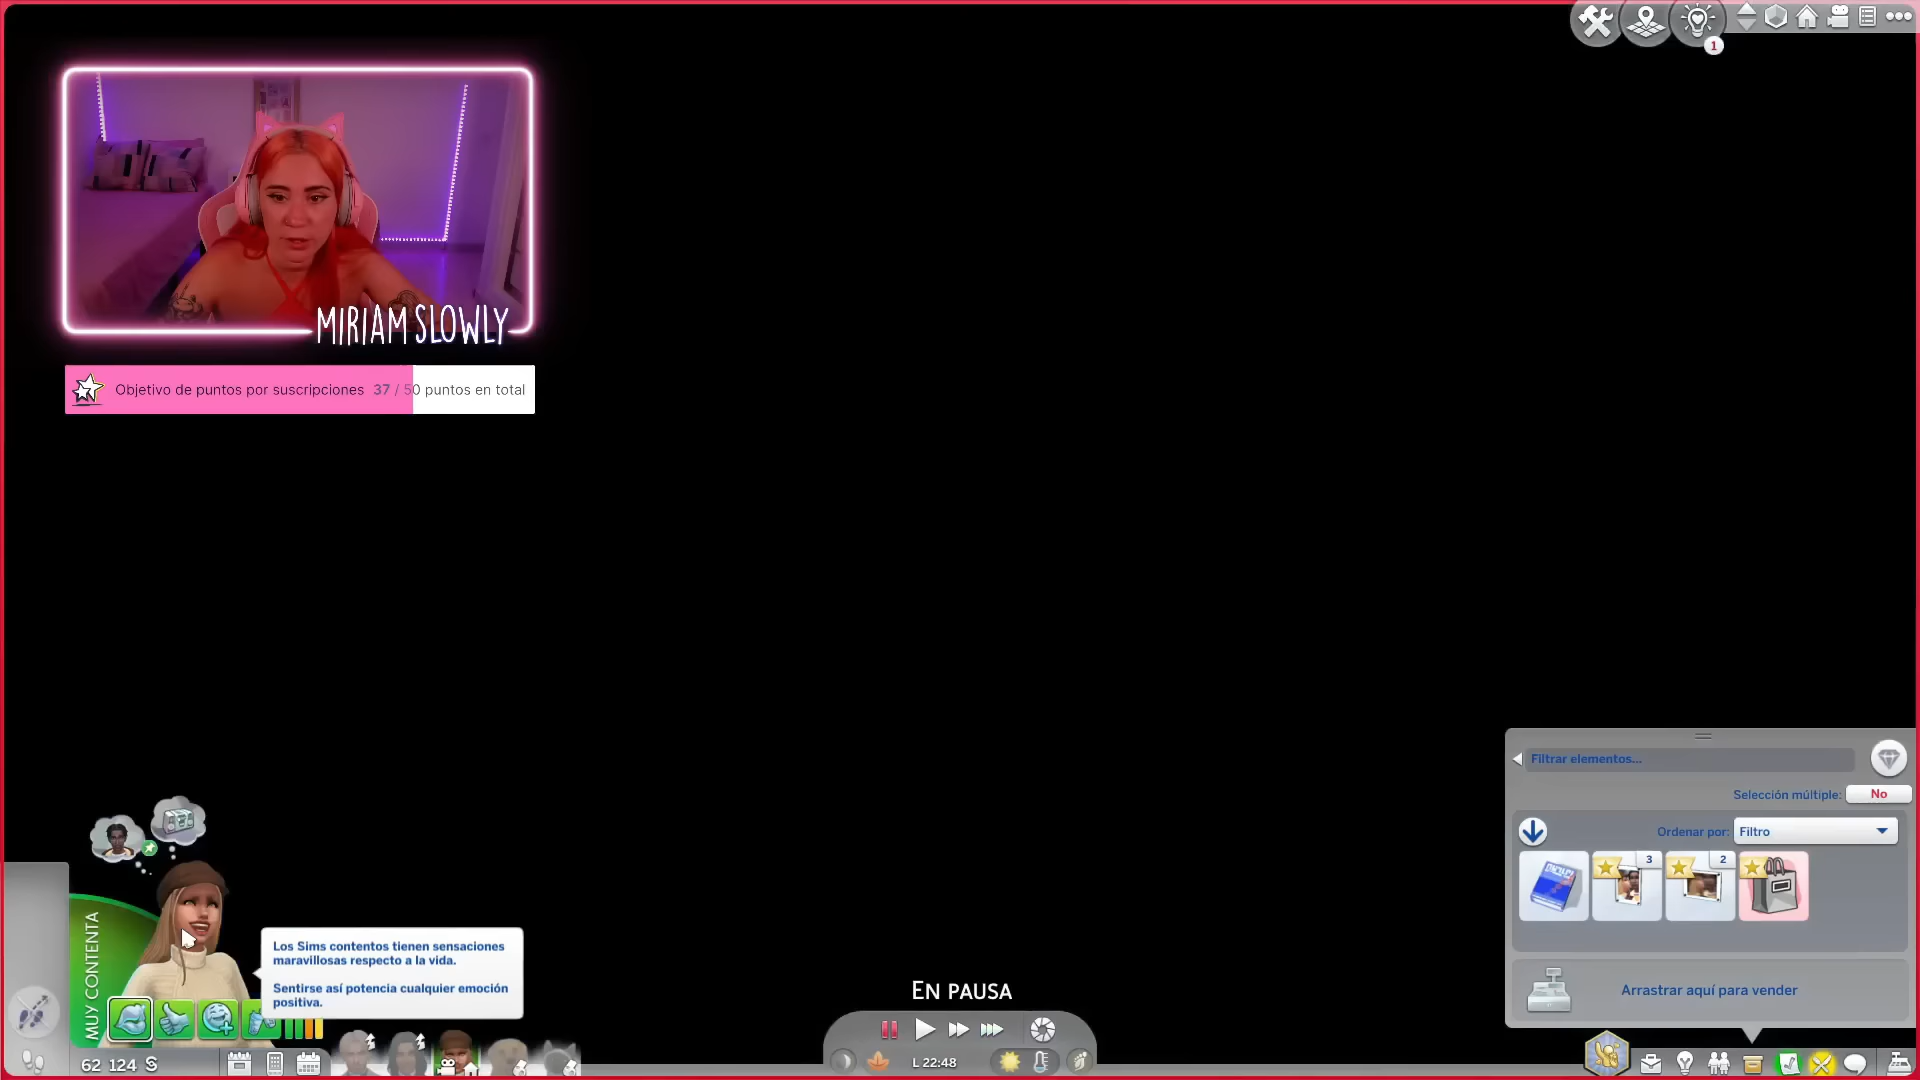 1
MIRIAM SLOWLY
Objetivo de puntos por suscripciones 37 / 50 puntos en total
Filtrar elementos...
Selección múltiple: No
Ordenar por: Filtro
3
2
Arrastrar aquí para vender
MUY CONTENTA
Los Sims contentos tienen sensaciones
maravillosas respecto a la vida.
Sentirse así potencia cualquier emoción
positiva.
En pausa
62 124 S
L 22:48